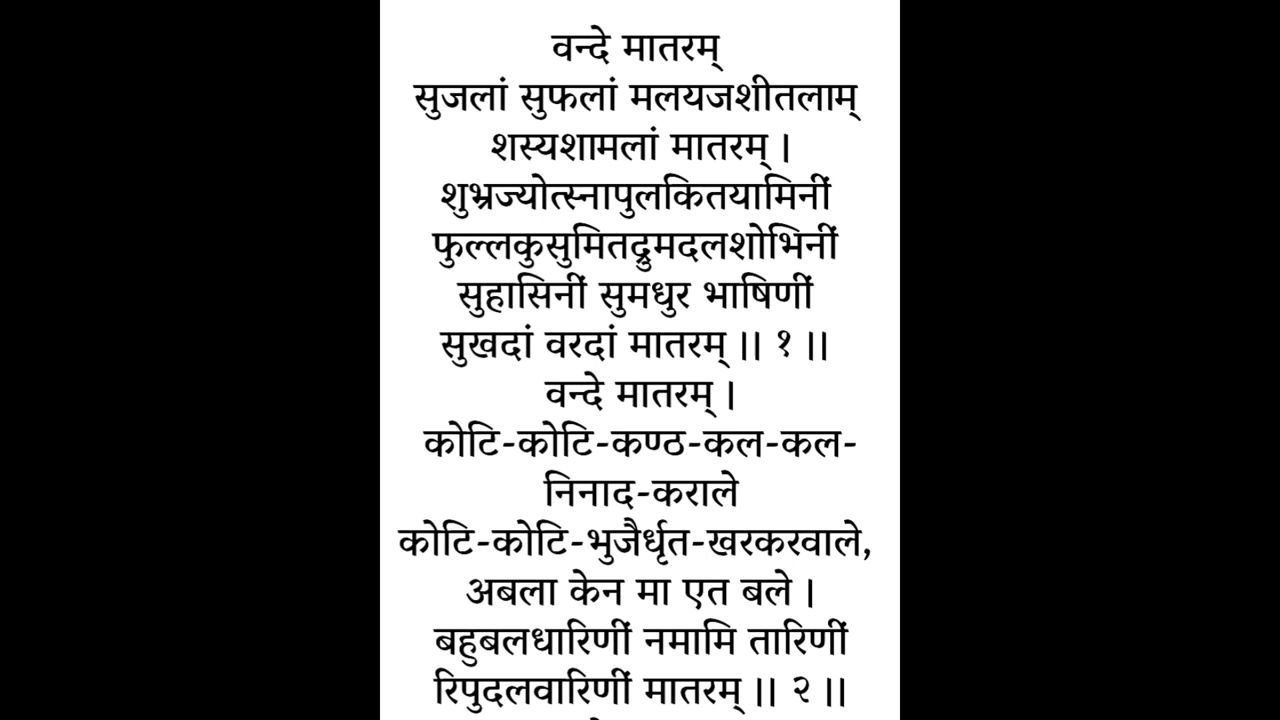 वन्दे मातरम्
सुजलां सुफलां मलयजशीतलाम्
शस्यशामलां मातरम् ।
शुभ्रज्योत्स्नापुलकितयामिनीं
फुल्लकुसुमितद्रुमदलशोभिनीं
सुहासिनीं सुमधुर भाषिणीं
सुखदां वरदां मातरम् ।। १ ।।
वन्दे मातरम् ।
कोटि-कोटि-कण्ठ-कल-कल-
निनाद-कराले
कोटि-कोटि-भुजैर्धृत-खरकरवाले,
अबला केन मा एत बले ।
बहुबलधारिणीं नमामि तारिणीं
रिपुदलवारिणीं मातरम् ।। २ ।।